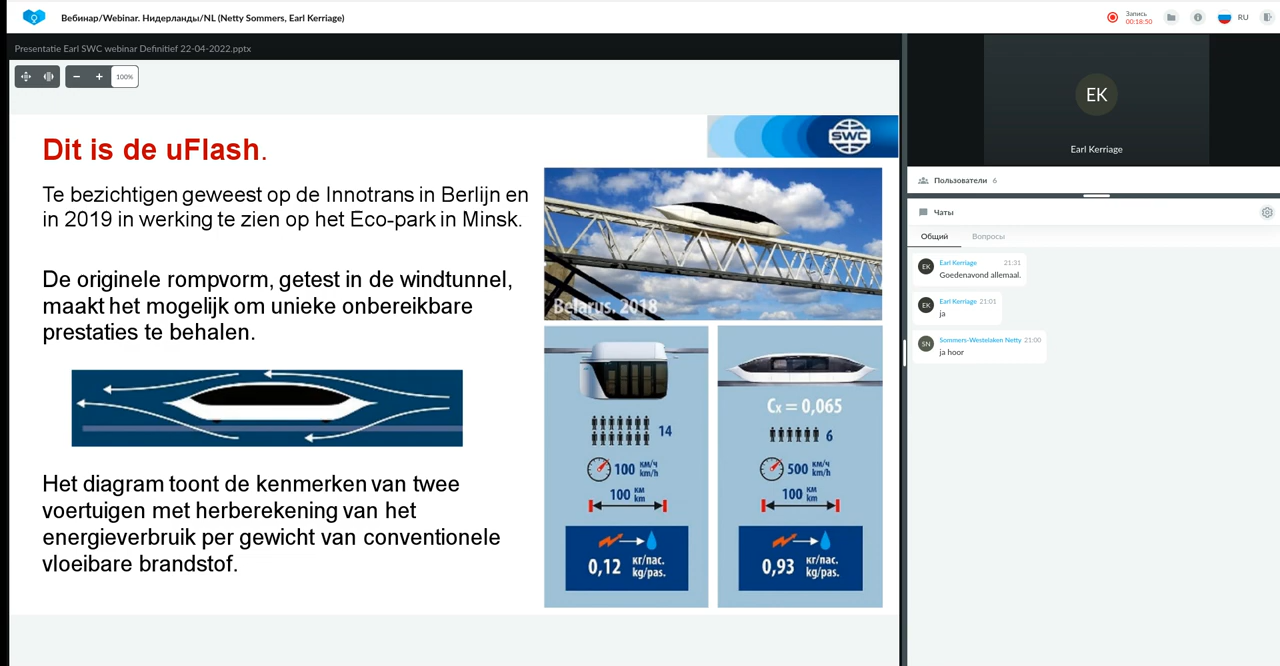 Вебинар/Webinar. Нидерланды/NL (Netty Sommers, Earl Kerriage)
Запись
00:18:50
RU
Presentatie Earl SWC webinar Definitief 22-04-2022.pptx
100%
Dit is de uFlash.
SWC
Te bezichtigen geweest op de Innotrans in Berlijn en
in 2019 in werking te zien op het Eco-park in Minsk.
De originele rompvorm, getest in de windtunnel,
maakt het mogelijk om unieke onbereikbare
prestaties te behalen.
Het diagram toont de kenmerken van twee
voertuigen met herberekening van het
energieverbruik per gewicht van conventionele
vloeibare brandstof.
Belarus. 2018
14
100 км/ч
km/h
100 км
km
0,12 кг/пас.
kg/pas.
Cx = 0,065
6
500 км/ч
km/h
100 км
km
0,93 кг/пас.
kg/pas.
EK
Earl Kerriage
Пользователи 6
Чаты
Общий Вопросы
EK
Earl Kerriage 21:31
Goedenavond allemaal.
EK
Earl Kerriage 21:01
ja
SN
Sommers-Westelaken Netty 21:00
ja hoor